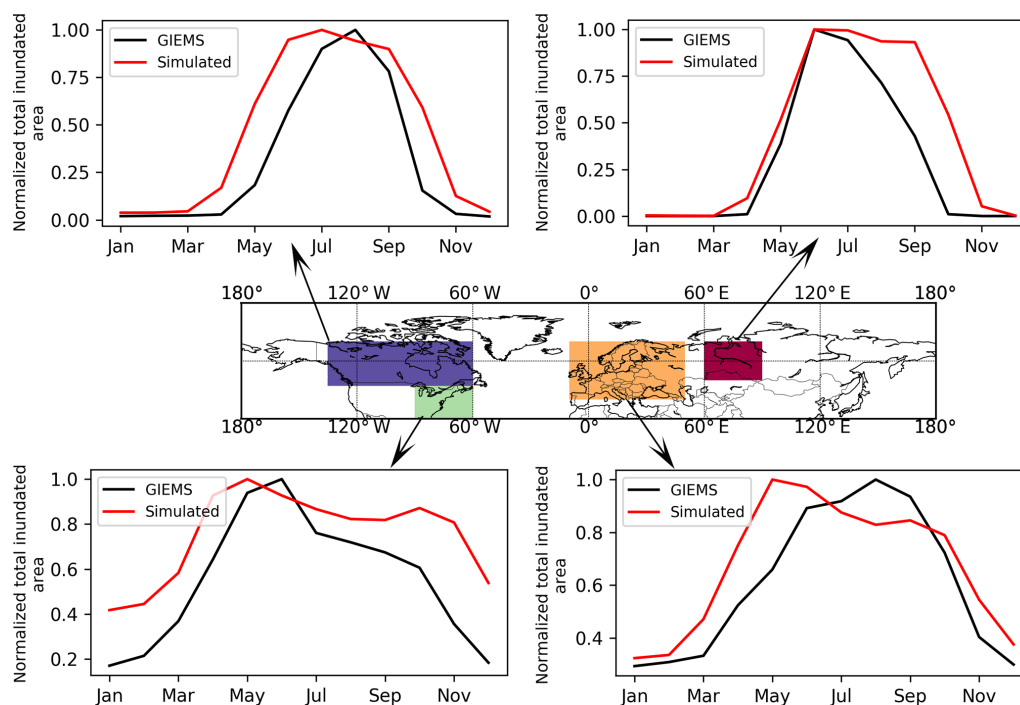 Normalized total inundated
area
1.00
0.75
0.50
0.25
0.00
GIEMS
Simulated
Jan
Mar
May
Jul
Sep
Nov
Normalized total inundated
area
1.00
0.75
0.50
0.25
0.00
GIEMS
Simulated
Jan
Mar
May
Jul
Sep
Nov
180°
120° W
60° W
0°
60° E
120° E
180°
180°
120° W
60° W
0°
60° E
120° E
180°
Normalized total inundated
area
1.0
0.8
0.6
0.4
0.2
GIEMS
Simulated
Jan
Mar
May
Jul
Sep
Nov
Normalized total inundated
area
1.0
0.8
0.6
0.4
GIEMS
Simulated
Jan
Mar
May
Jul
Sep
Nov